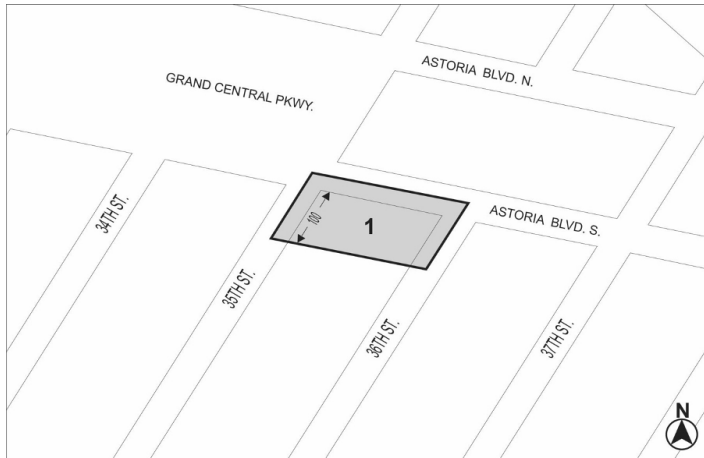 ASTORIA BLVD. N.
GRAND CENTRAL PKWY.
34TH ST.
100
1
ASTORIA BLVD. S.
35TH ST.
36TH ST.
37TH ST.
N